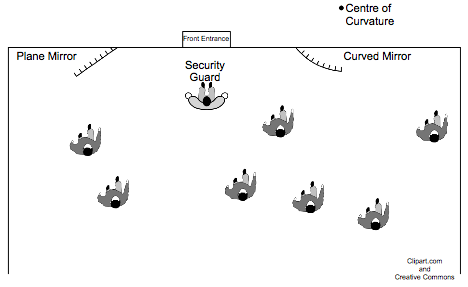 Centre of
Curvature
Front Entrance
Plane Mirror
Curved Mirror
Security
Guard
Clipart.com
and
Creative Commons